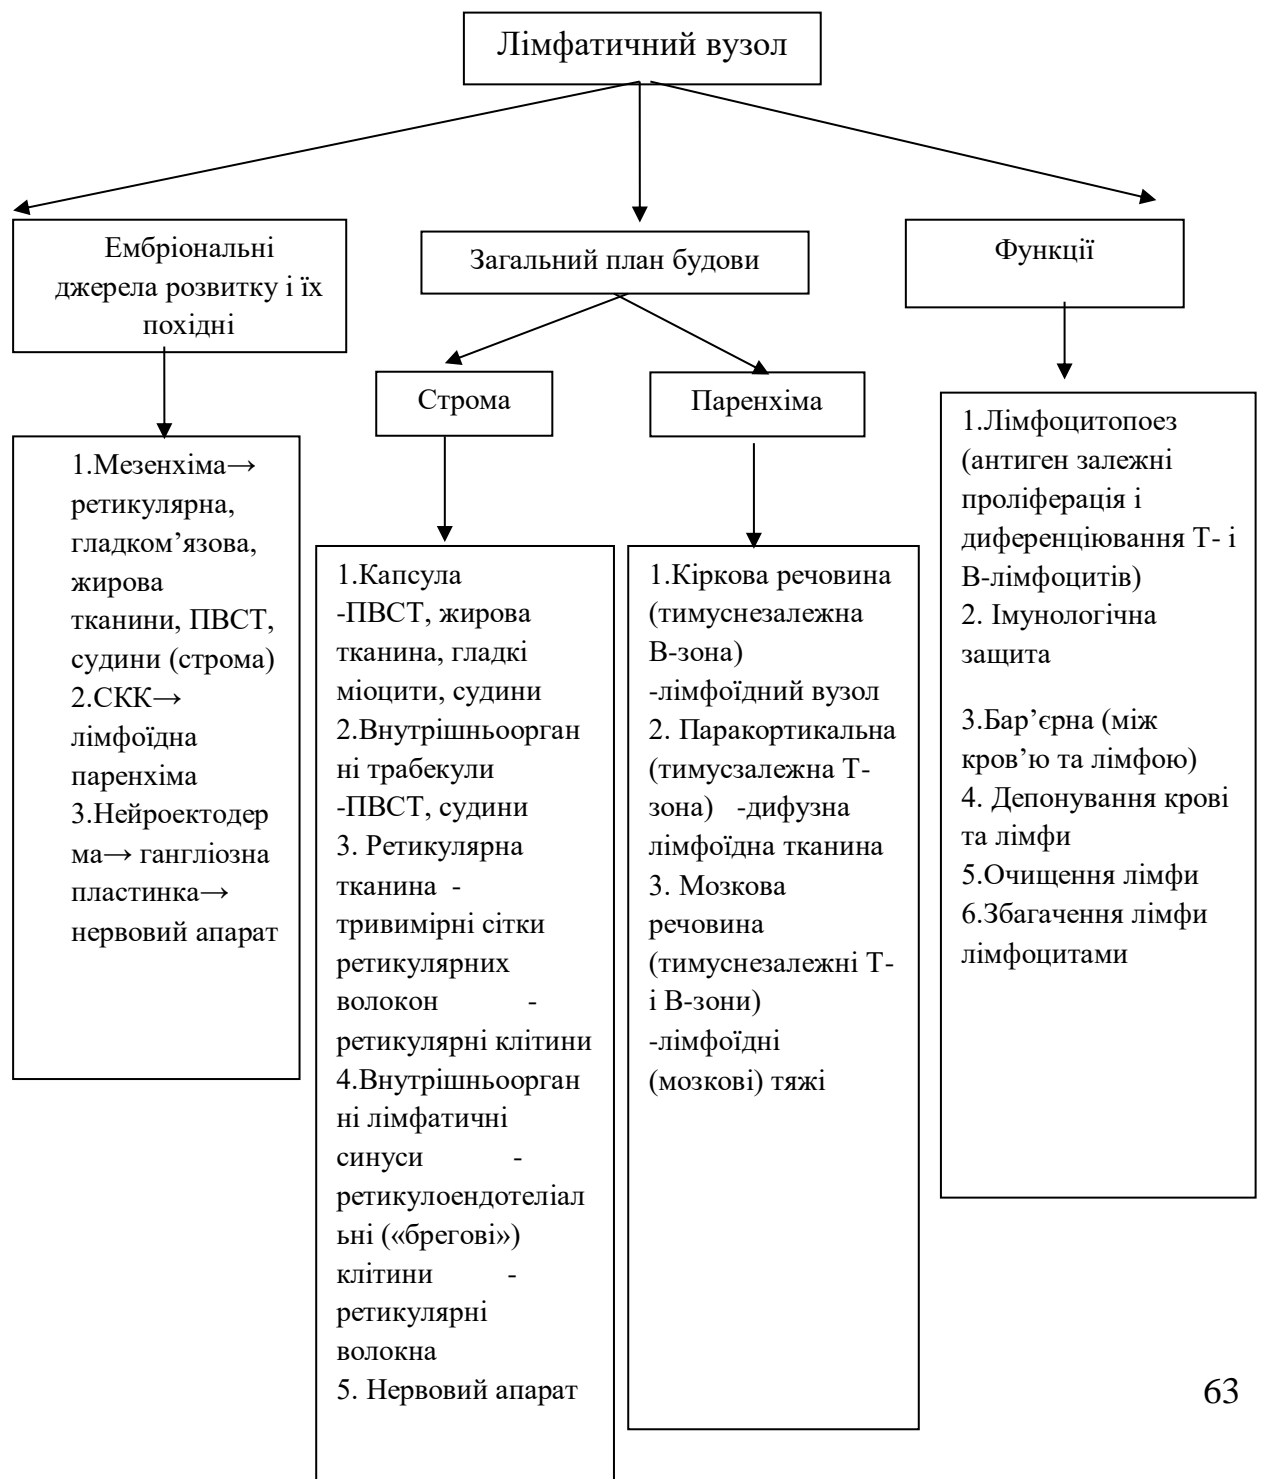 Лімфатичний вузол
Ембріональні
джерела розвитку і їх
похідні
Загальний план будови
Функції
Строма
Паренхіма
1.Мезенхіма→
ретикулярна,
гладком’язова,
жирова
тканини, ПВСТ,
судини (строма)
2.СКК→
лімфоїдна
паренхіма
3.Нейроектодер
ма→ гангліозна
пластинка→
нервовий апарат
1.Капсула
-ПВСТ, жирова
тканина, гладкі
міоцити, судини
2.Внутрішньоорган
ні трабекули
-ПВСТ, судини
3. Ретикулярна
тканина -
тривимірні сітки
ретикулярних
волокон -
ретикулярні клітини
4.Внутрішньоорган
ні лімфатичні
синуси -
ретикулоендотеліал
ьні («брегові»)
клітини -
ретикулярні
волокна
5. Нервовий апарат
1.Кіркова речовина
(тимуснезалежна
В-зона)
-лімфоїдний вузол
2. Паракортикальна
(тимусзалежна Т-
зона) -дифузна
лімфоїдна тканина
3. Мозкова
речовина
(тимуснезалежні Т-
і В-зони)
-лімфоїдні
(мозкові) тяжі
1.Лімфоцитопоез
(антиген залежні
проліферація і
диференціювання Т- і
В-лімфоцитів)
2. Імунологічна
защита
3.Бар’єрна (між
кров’ю та лімфою)
4. Депонування крові
та лімфи
5.Очищення лімфи
6.Збагачення лімфи
лімфоцитами
63